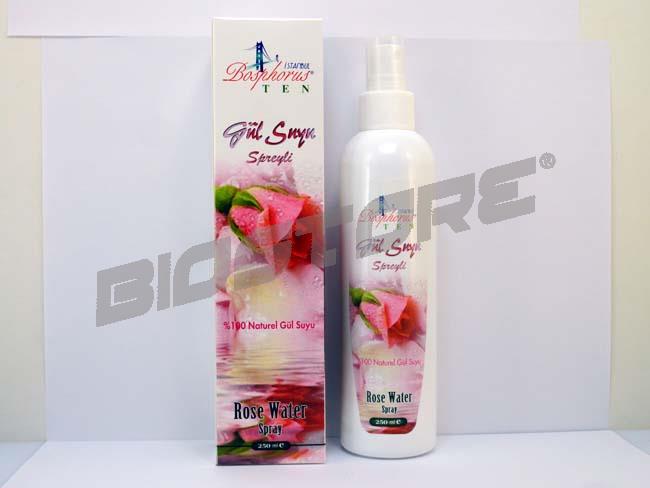 İSTANBUL
Bosphorus®
TEN
Gül Suyu
Spreyli
%100 Naturel Gül Suyu
Rose Water
Spray
250 ml e
İSTANBUL
Bosphorus
TEN
Gül Suyu
Spreyli
%100 Naturel Gül Suyu
Rose Water
Spray
250 ml e
BIOSTORE®